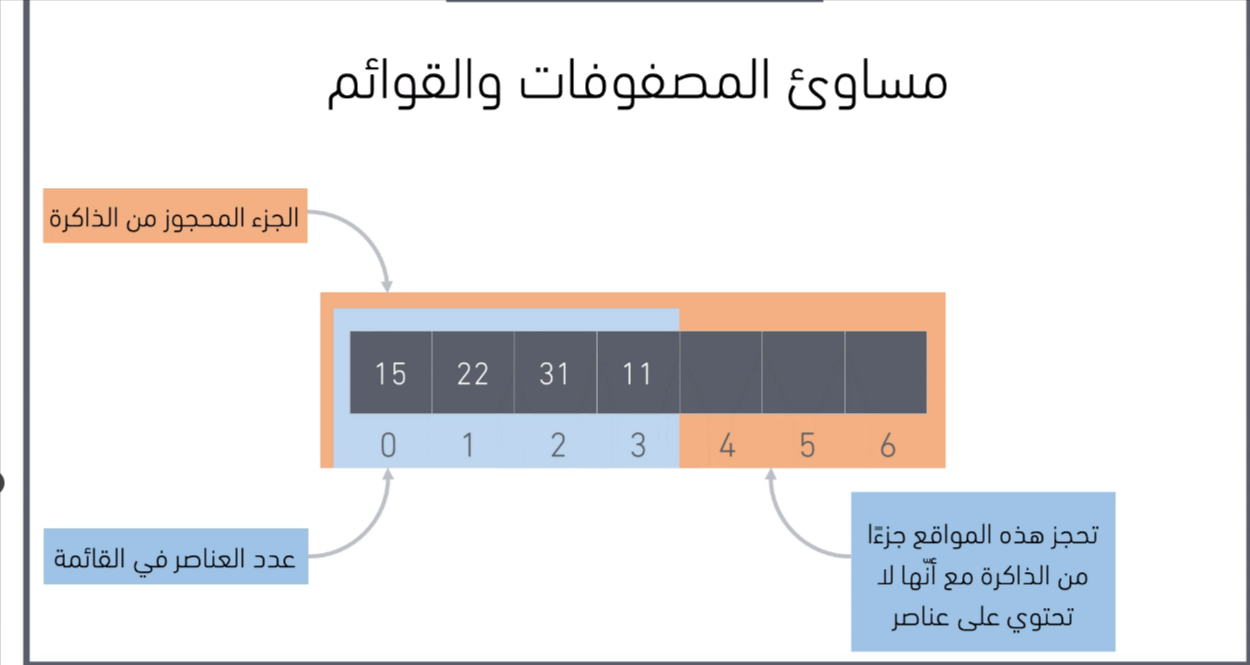 مساوئ المصفوفات والقوائم
الجزء المحجوز من الذاكرة
15 22 31 11
0 1 2 3 4 5 6
عدد العناصر في القائمة
تحجز هذه المواقع جزءًا
من الذاكرة مع أنّها لا
تحتوي على عناصر